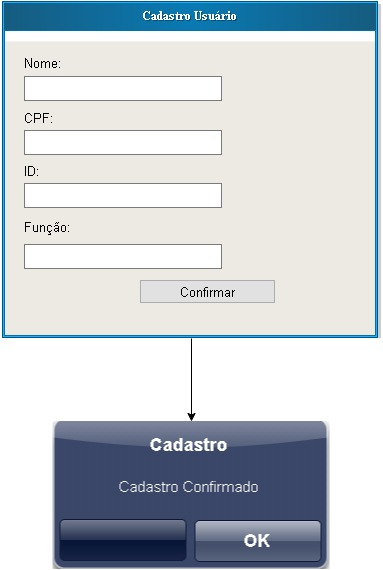 Cadastro Usuário
Nome:
CPF:
ID:
Função:
Confirmar
Cadastro
Cadastro Confirmado
OK